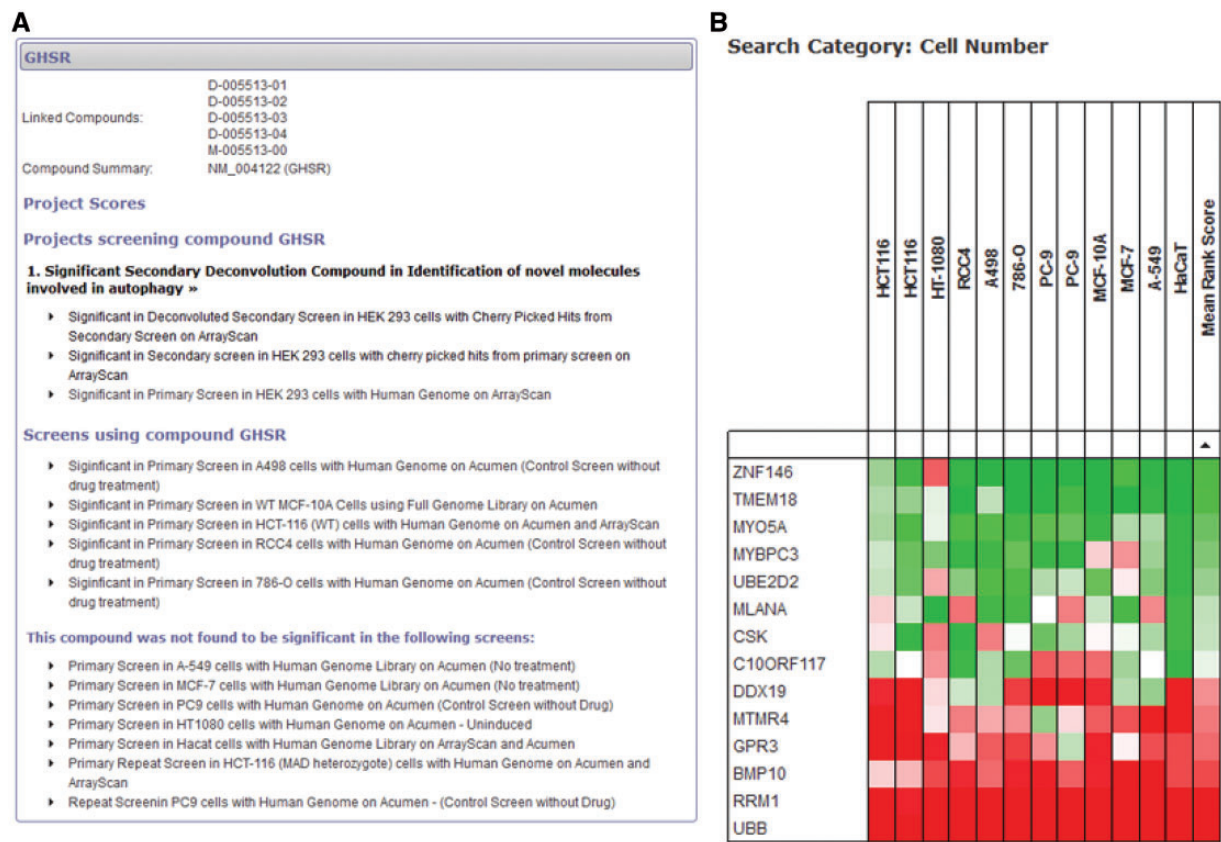 A
GHSR
Linked Compounds:
D-005513-01
D-005513-02
D-005513-03
D-005513-04
M-005513-00
Compound Summary: NM_004122 (GHSR)
Project Scores
Projects screening compound GHSR
1. Significant Secondary Deconvolution Compound in Identification of novel molecules
involved in autophagy »
Significant in Deconvoluted Secondary Screen in HEK 293 cells with Cherry Picked Hits from
Secondary Screen on ArrayScan
Significant in Secondary screen in HEK 293 cells with cherry picked hits from primary screen on
ArrayScan
Significant in Primary Screen in HEK 293 cells with Human Genome on ArrayScan
Screens using compound GHSR
Siginficant in Primary Screen in A498 cells with Human Genome on Acumen (Control Screen without
drug treatment)
Siginficant in Primary Screen in WT MCF-10A Cells using Full Genome Library on Acumen
Siginficant in Primary Screen in HCT-116 (WT) cells with Human Genome on Acumen and ArrayScan
Siginficant in Primary Screen in RCC4 cells with Human Genome on Acumen (Control Screen without
drug treatment)
Siginficant in Primary Screen in 786-O cells with Human Genome on Acumen (Control Screen without
drug treatment)
This compound was not found to be significant in the following screens:
Primary Screen in A-549 cells with Human Genome Library on Acumen (No treatment)
Primary Screen in MCF-7 cells with Human Genome Library on Acumen (No treatment)
Primary Screen in PC9 cells with Human Genome on Acumen (Control Screen without Drug)
Primary Screen in HT1080 cells with Human Genome on Acumen - Uninduced
Primary Screen in Hacat cells with Human Genome Library on ArrayScan and Acumen
Primary Repeat Screen in HCT-116 (MAD heterozygote) cells with Human Genome on Acumen and
ArrayScan
Repeat Screenin PC9 cells with Human Genome on Acumen - (Control Screen without Drug)
B
Search Category: Cell Number
HCT116
HCT116
HT-1080
RCC4
A498
786-O
PC-9
PC-9
MCF-10A
MCF-7
A-549
HaCaT
Mean Rank Score
ZNF146
TMEM18
MYO5A
MYBPC3
UBE2D2
MLANA
CSK
C10ORF117
DDX19
MTMR4
GPR3
BMP10
RRM1
UBB